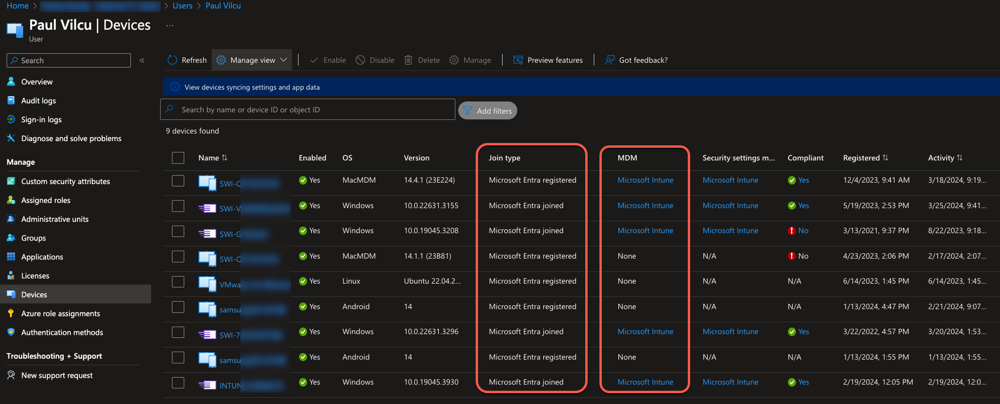 Home > Users > Paul Vilcu
Paul Vilcu | Devices ...
User
Search «
Overview
Audit logs
Sign-in logs
Diagnose and solve problems
Manage
Custom security attributes
Assigned roles
Administrative units
Groups
Applications
Licenses
Devices
Azure role assignments
Authentication methods
Troubleshooting + Support
New support request
Refresh Manage view Enable Disable Delete Manage Preview features Got feedback?
View devices syncing settings and app data
Search by name or device ID or object ID Add filters
9 devices found
Name Enabled OS Version Join type MDM Security settings m... Compliant Registered Activity
Yes MacMDM 14.4.1 (23E224) Microsoft Entra registered Microsoft Intune Microsoft Intune Yes 12/4/2023, 9:41 AM 3/18/2024, 9:19...
SWI-V Yes Windows 10.0.22631.3155 Microsoft Entra joined Microsoft Intune Microsoft Intune Yes 5/19/2023, 2:53 PM 3/25/2024, 9:41...
SWI-G Yes Windows 10.0.19045.3208 Microsoft Entra joined Microsoft Intune Microsoft Intune No 3/13/2021, 9:37 PM 8/22/2023, 9:18...
Yes MacMDM 14.1.1 (23B81) Microsoft Entra registered None N/A No 4/23/2023, 2:06 PM 2/17/2024, 2:07...
VMwa Yes Linux Ubuntu 22.04.2... Microsoft Entra registered None N/A N/A 6/14/2023, 1:45 PM 6/14/2023, 1:45...
samsu Yes Android 14 Microsoft Entra registered None N/A N/A 1/13/2024, 4:47 PM 2/21/2024, 9:07...
SWI-7 Yes Windows 10.0.22631.3296 Microsoft Entra joined Microsoft Intune Microsoft Intune Yes 3/22/2022, 4:57 PM 3/20/2024, 1:53...
samsu Yes Android 14 Microsoft Entra registered None N/A N/A 1/13/2024, 1:55 PM 1/13/2024, 1:55...
INTUN Yes Windows 10.0.19045.3930 Microsoft Entra joined Microsoft Intune Microsoft Intune Yes 2/19/2024, 12:05 PM 2/19/2024, 12:0...